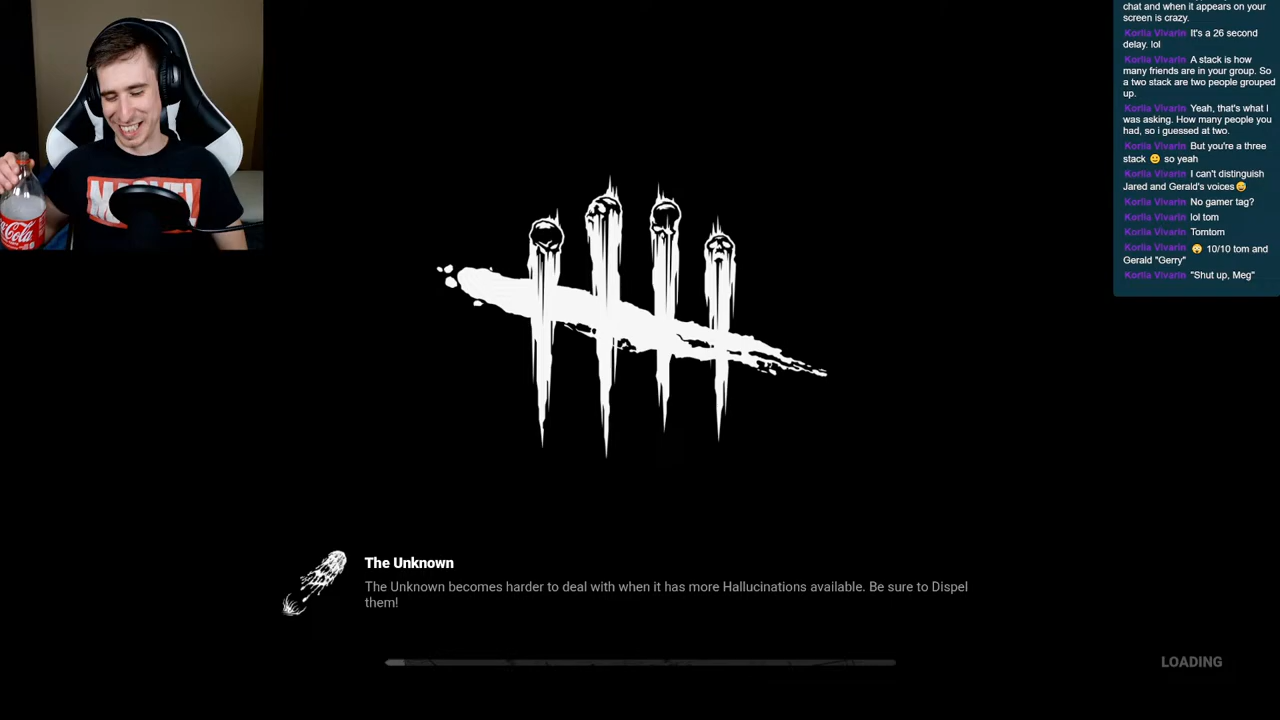 chat and when it appears on your
screen is crazy.
Korlla Vivarin It's a 26 second
delay. lol
Korlla Vivarin A stack is how
many friends are in your group. So
a two stack are two people grouped
up.
Korlla Vivarin Yeah, that's what I
was asking. How many people you
had, so i guessed at two.
Korlla Vivarin But you're a three
stack 🙂 so yeah
Korlla Vivarin I can't distinguish
Jared and Gerald's voices😩
Korlla Vivarin No gamer tag?
Korlla Vivarin lol tom
Korlla Vivarin Tomtom
Korlla Vivarin 😲 10/10 tom and
Gerald "Gerry"
Korlla Vivarin "Shut up, Meg"
Coca-Cola
The Unknown
The Unknown becomes harder to deal with when it has more Hallucinations available. Be sure to Dispel
them!
LOADING